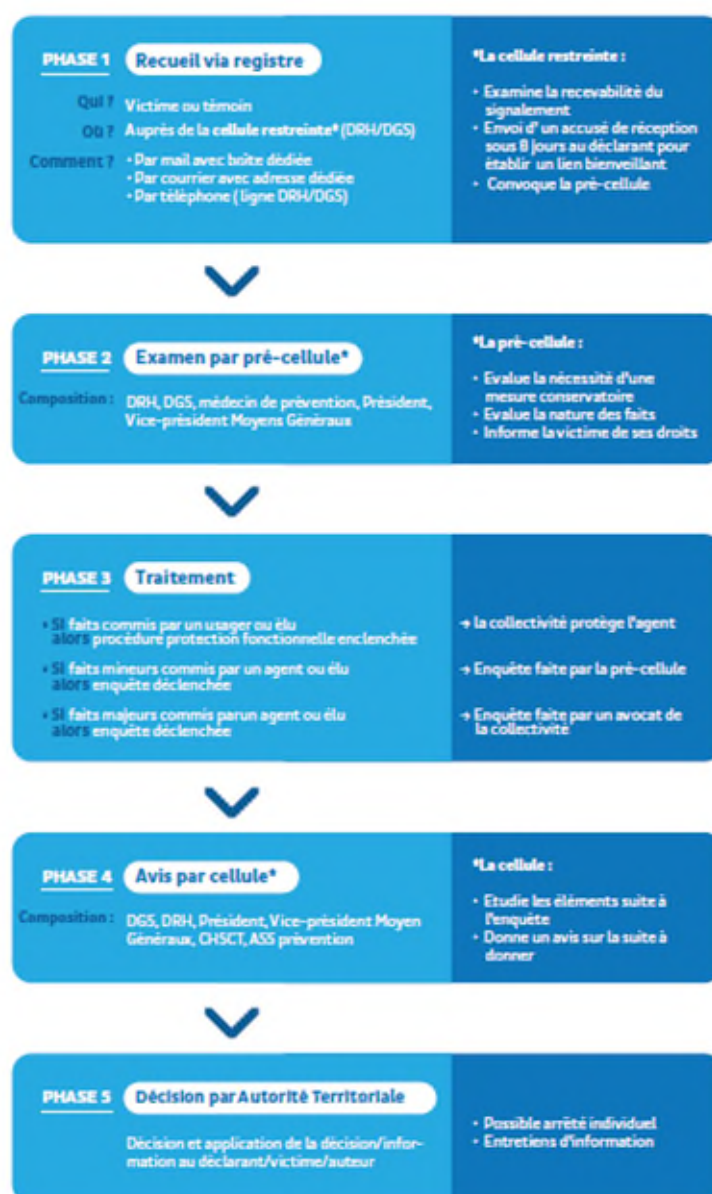 PHASE 1 Recueil via registre
Qui ? Victime ou témoin
Où ? Auprès de la cellule restreinte* (DRH/DGS)
Comment ? • Par mail avec boîte dédiée
• Par courrier avec adresse dédiée
• Par téléphone ( ligne DRH/DGS)
*La cellule restreinte :
• Examine la recevabilité du
signalement
• Envoi d' un accusé de réception
sous 8 jours au déclarant pour
établir un lien bienveillant
• Convoque la pré-cellule
PHASE 2 Examen par pré-cellule*
Composition : DRH, DGS, médecin de prévention, Président,
Vice-président Moyens Généraux
*La pré-cellule :
• Evalue la nécessité d'une
mesure conservatoire
• Evalue la nature des faits
• Informe la victime de ses droits
PHASE 3 Traitement
• SI faits commis par un usager ou élu
alors procédure protection fonctionnelle enclenchée
→ la collectivité protège l'agent
• SI faits mineurs commis par un agent ou élu
alors enquête déclenchée
→ Enquête faite par la pré-cellule
• SI faits majeurs commis parun agent ou élu
alors enquête déclenchée
→ Enquête faite par un avocat de
la collectivité
PHASE 4 Avis par cellule*
Composition : DGS, DRH, Président, Vice-président Moyen
Généraux, CHSCT, ASS prévention
*La cellule :
• Etudie les éléments suite à
l'enquête
• Donne un avis sur la suite à
donner
PHASE 5 Décision par Autorité Territoriale
Décision et application de la décision/infor-
mation au déclarant/victime/auteur
• Possible arrêté individuel
• Entretiens d'information